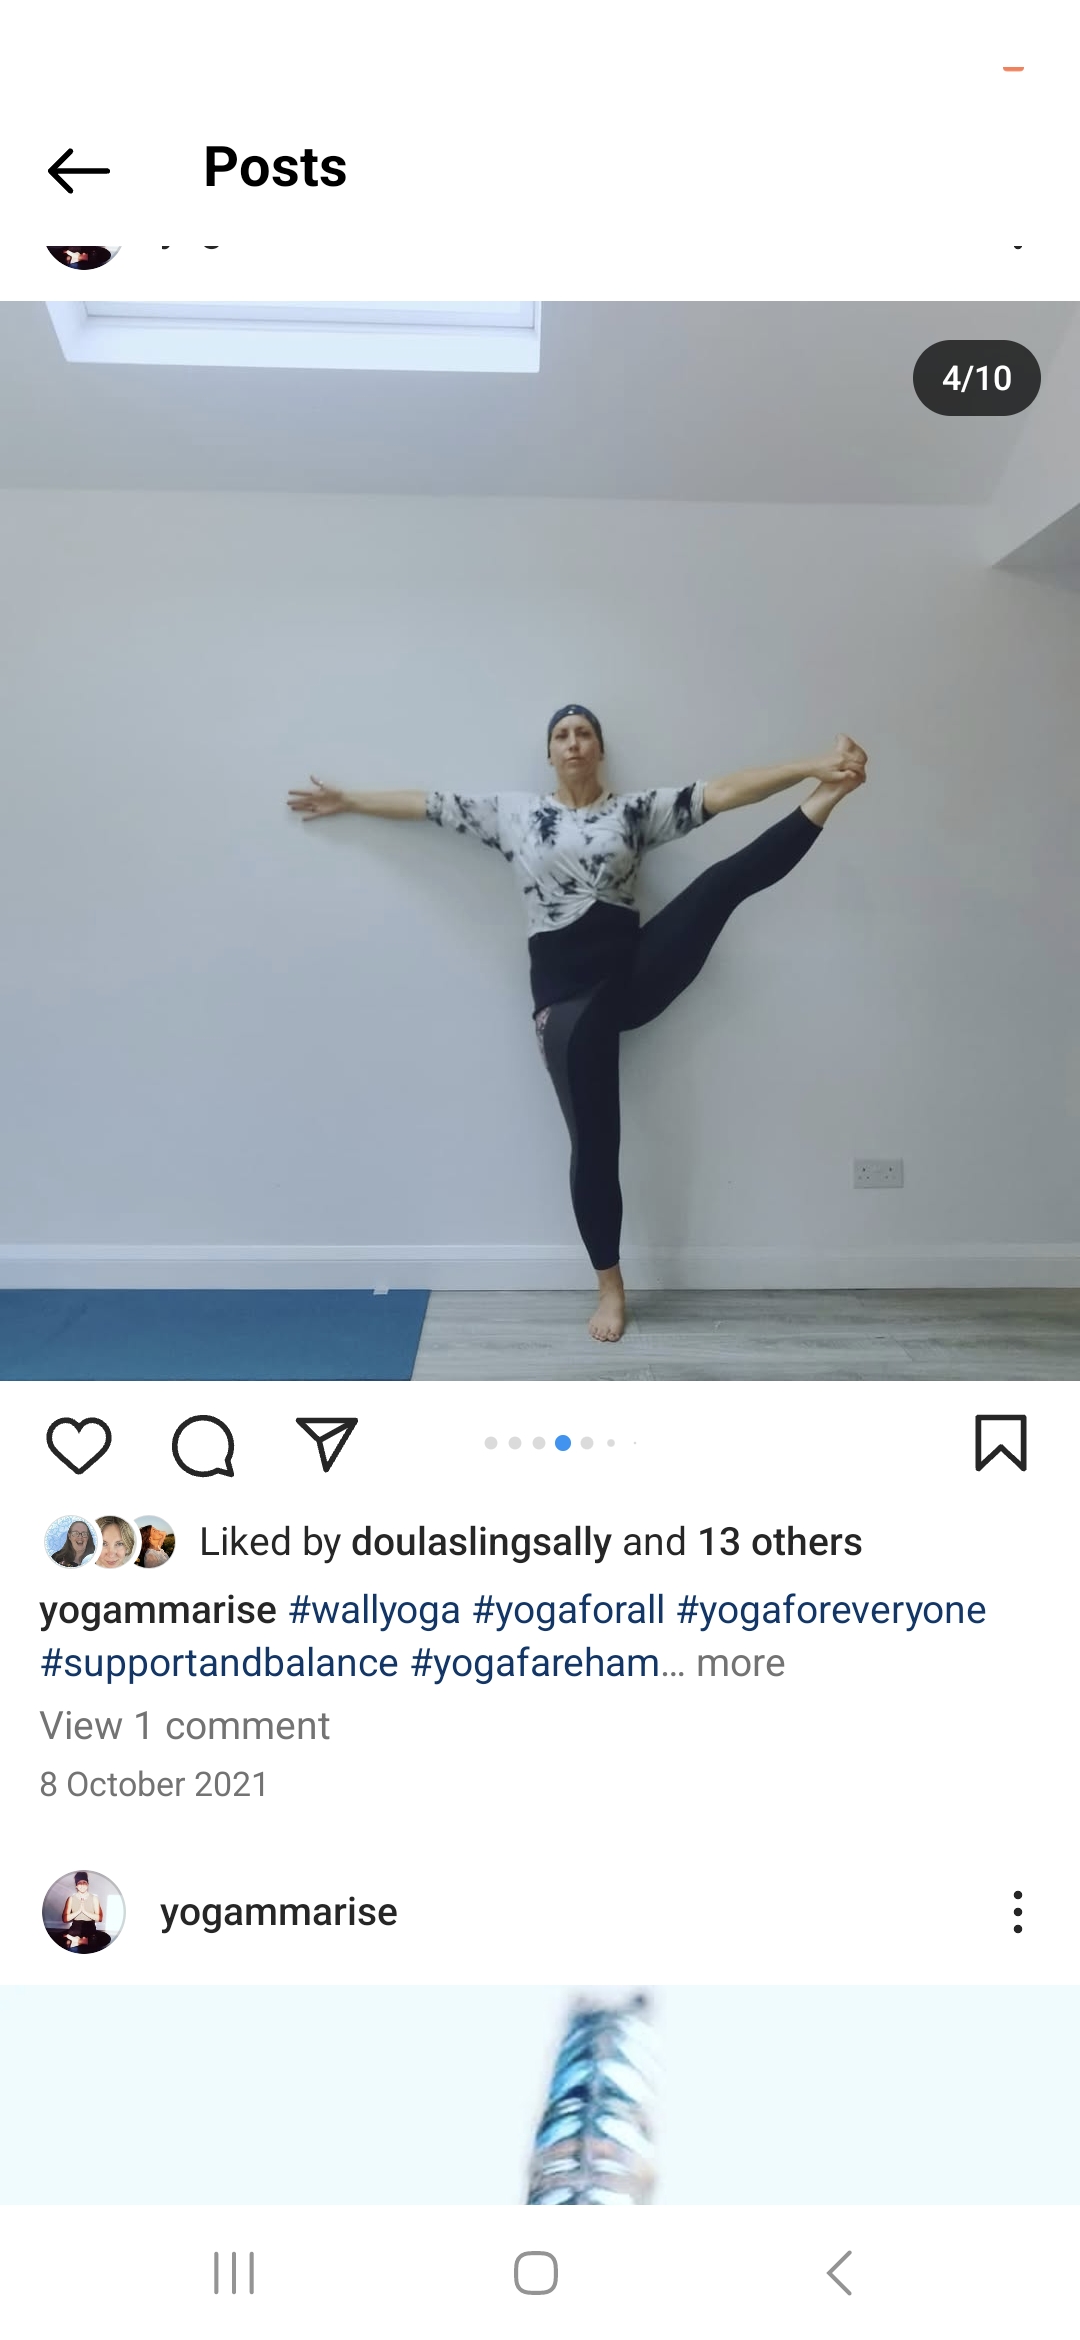 Posts
4/10
Liked by doulaslingsally and 13 others
yogammarise #wallyoga #yogaforall #yogaforeveryone
#supportandbalance #yogafareham... more
View 1 comment
8 October 2021
yogammarise